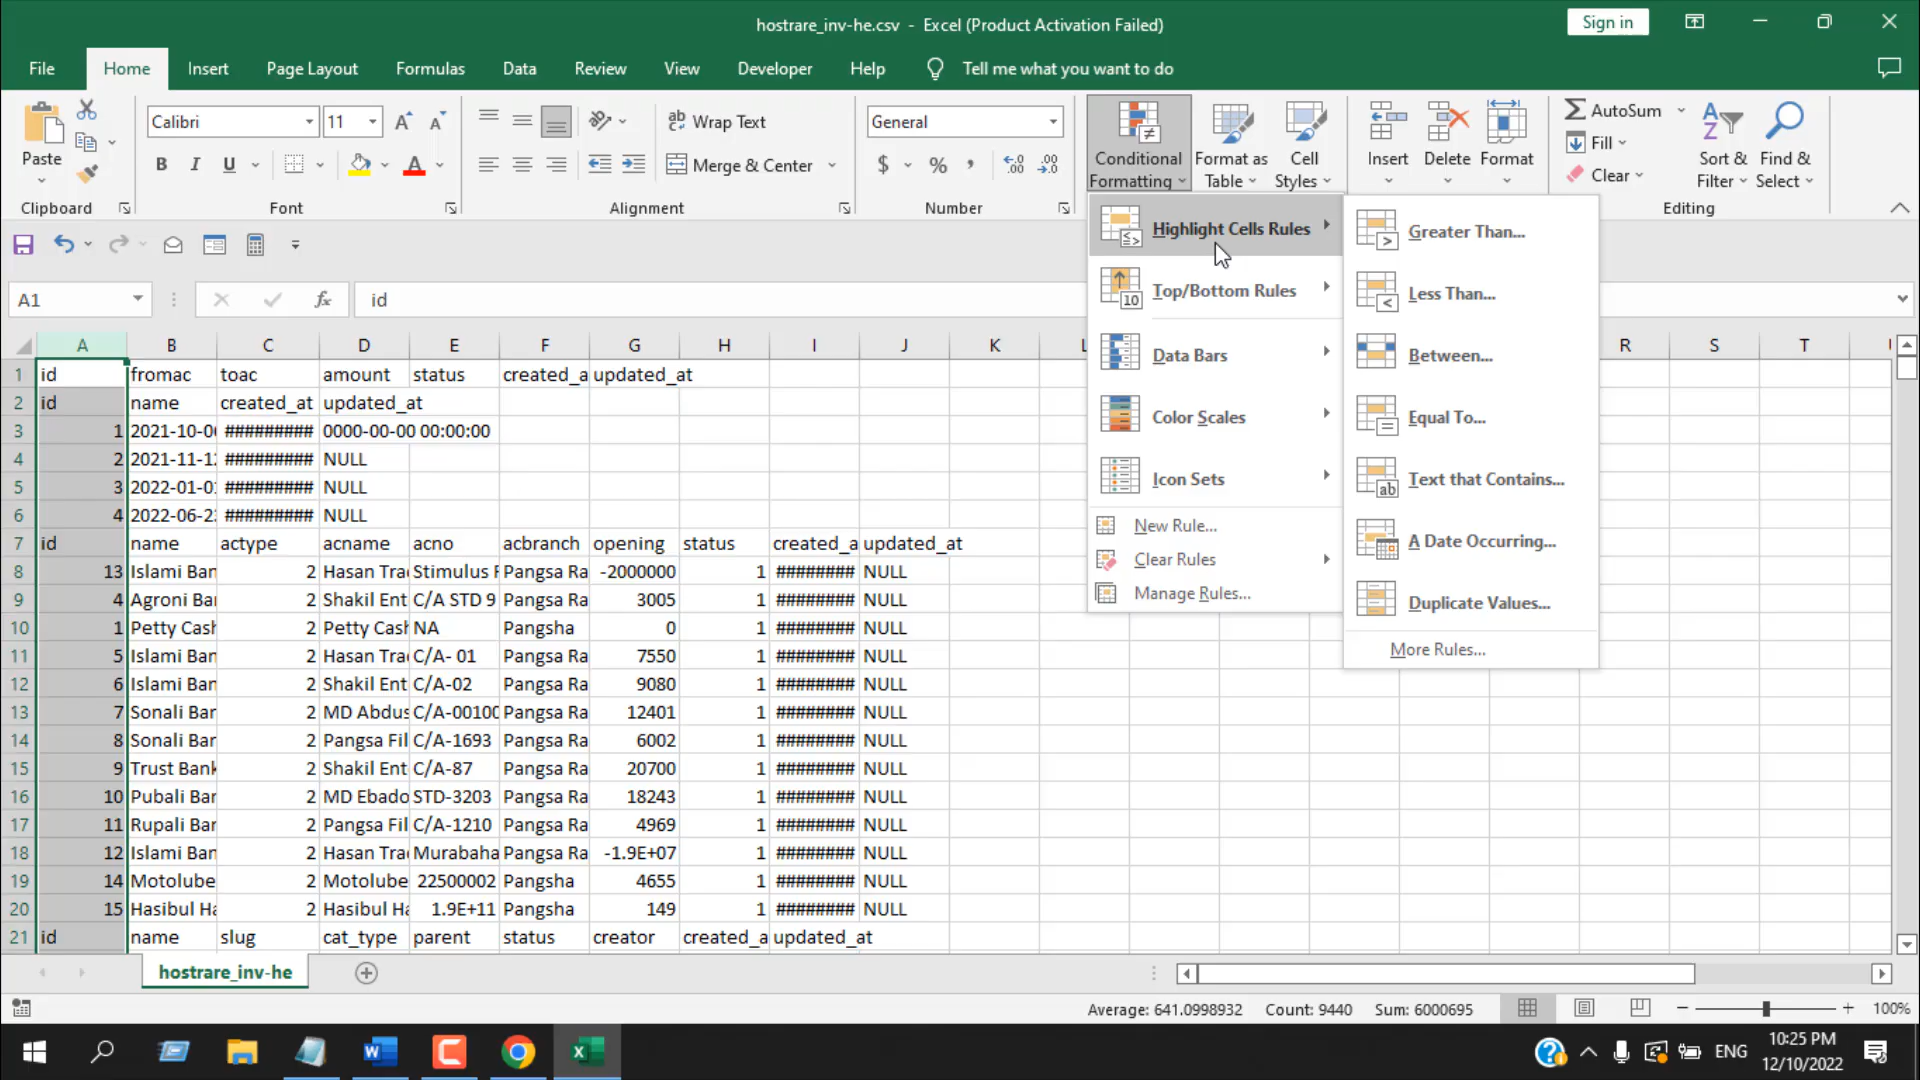 hostrare_inv-he.csv - Excel (Product Activation Failed)
Sign in
File Home Insert Page Layout Formulas Data Review View Developer Help Tell me what you want to do
Paste
Clipboard
Calibri 11
B I U A
Font
ab Wrap Text
Merge & Center
Alignment
General
$ % ,
Number
Conditional Formatting
Format as Table
Cell Styles
Insert Delete Format
AutoSum
Fill
Clear
Sort & Filter
Find & Select
Editing
Highlight Cells Rules
Top/Bottom Rules
Data Bars
Color Scales
Icon Sets
New Rule...
Clear Rules
Manage Rules...
Greater Than...
Less Than...
Between...
Equal To...
Text that Contains...
A Date Occurring...
Duplicate Values...
More Rules...
A1 fx id
A B C D E F G H I J K L R S T
1 id fromac toac amount status created_a updated_at
2 id name created_at updated_at
3 1 2021-10-0 ######### 0000-00-00 00:00:00
4 2 2021-11-1 ######### NULL
5 3 2022-01-0 ######### NULL
6 4 2022-06-2 ######### NULL
7 id name actype acname acno acbranch opening status created_a updated_at
8 13 Islami Ban 2 Hasan Tra Stimulus F Pangsa Ra -2000000 1 ######## NULL
9 4 Agroni Ba 2 Shakil Ent C/A STD 9 Pangsa Ra 3005 1 ######## NULL
10 1 Petty Cash 2 Petty Cash NA Pangsha 0 1 ######## NULL
11 5 Islami Ban 2 Hasan Tra C/A- 01 Pangsa Ra 7550 1 ######## NULL
12 6 Islami Ban 2 Shakil Ent C/A-02 Pangsa Ra 9080 1 ######## NULL
13 7 Sonali Ban 2 MD Abdus C/A-00100 Pangsa Ra 12401 1 ######## NULL
14 8 Sonali Ban 2 Pangsa Fil C/A-1693 Pangsa Ra 6002 1 ######## NULL
15 9 Trust Bank 2 Shakil Ent C/A-87 Pangsa Ra 20700 1 ######## NULL
16 10 Pubali Ban 2 MD Ebado STD-3203 Pangsa Ra 18243 1 ######## NULL
17 11 Rupali Ban 2 Pangsa Fil C/A-1210 Pangsa Ra 4969 1 ######## NULL
18 12 Islami Ban 2 Hasan Tra Murabaha Pangsa Ra -1.9E+07 1 ######## NULL
19 14 Motolube 2 Motolube 22500002 Pangsha 4655 1 ######## NULL
20 15 Hasibul Ha 2 Hasibul Ha 1.9E+11 Pangsha 149 1 ######## NULL
21 id name slug cat_type parent status creator created_a updated_at
hostrare_inv-he
Average: 641.0998932 Count: 9440 Sum: 6000695 100%
ENG
10:25 PM
12/10/2022